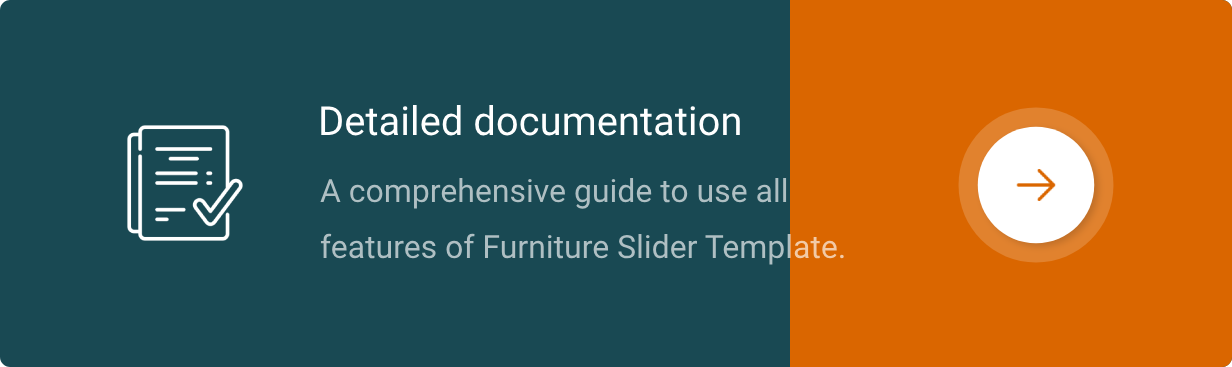 Detailed documentation
A comprehensive guide to use all
features of Furniture Slider Template.